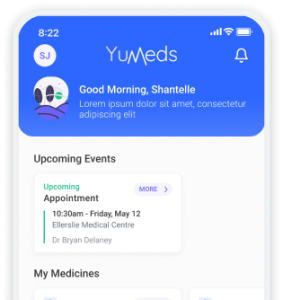 8:22
SJ
YuMeds
Good Morning, Shantelle
Lorem ipsum dolor sit amet, consectetur
adipiscing elit
Upcoming Events
Upcoming
MORE
Appointment
10:30am - Friday, May 12
Ellerslie Medical Centre
Dr Bryan Delaney
My Medicines